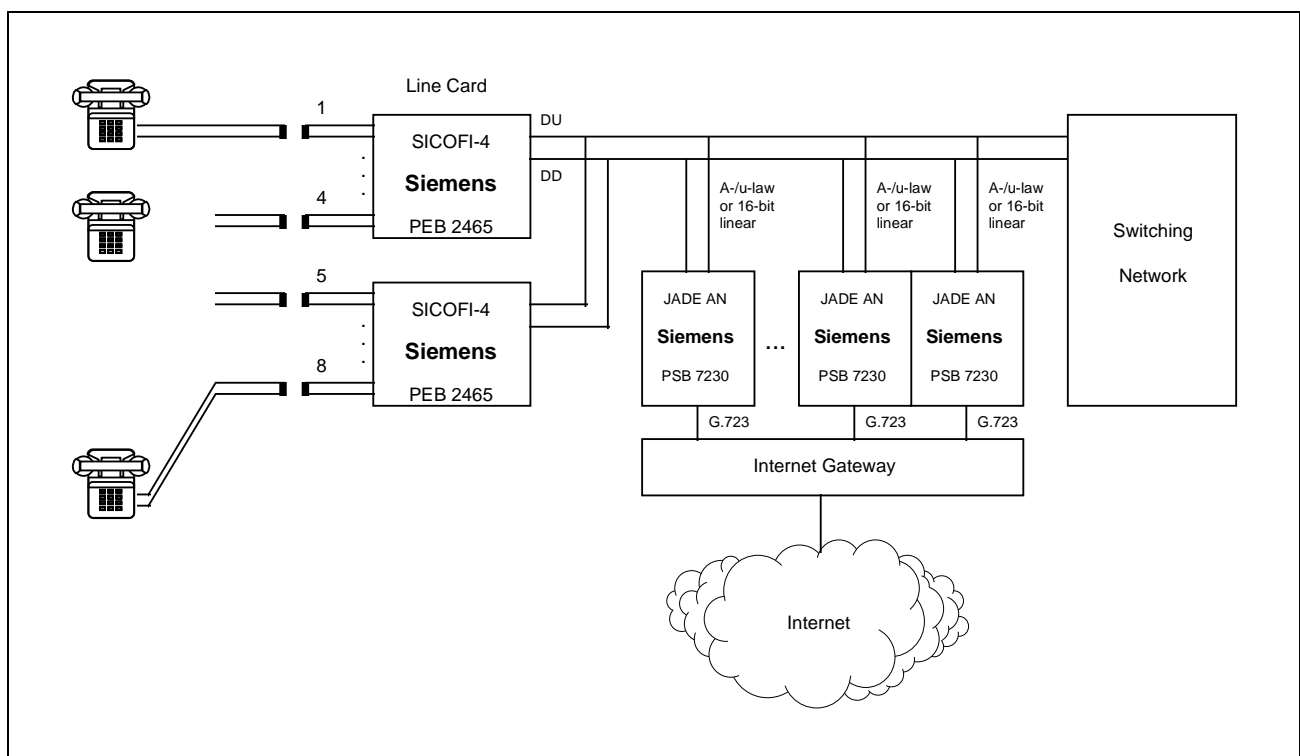 Line Card
1
SICOFI-4
Siemens
PEB 2465
4
DU
DD
5
SICOFI-4
Siemens
PEB 2465
8
A-/u-law
or 16-bit
linear
A-/u-law
or 16-bit
linear
A-/u-law
or 16-bit
linear
Switching
Network
JADE AN
Siemens
PSB 7230
...
JADE AN
Siemens
PSB 7230
JADE AN
Siemens
PSB 7230
G.723
G.723
G.723
Internet Gateway
Internet